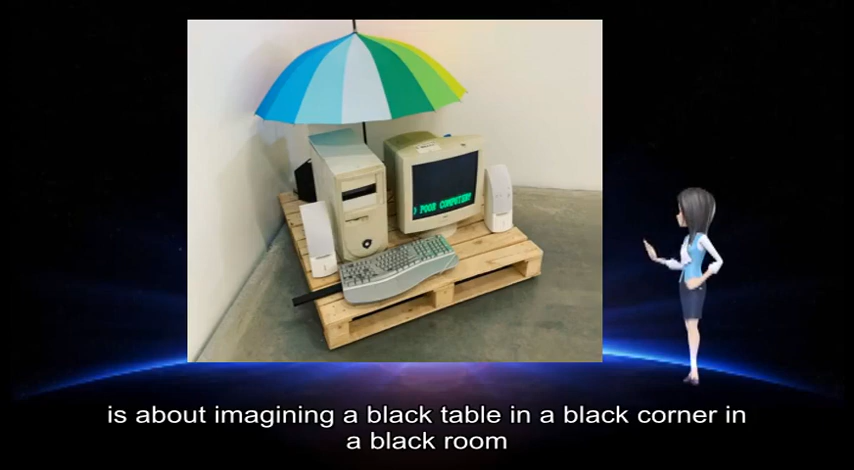 ) POOR COMPUTER!
is about imagining a black table in a black corner in
a black room